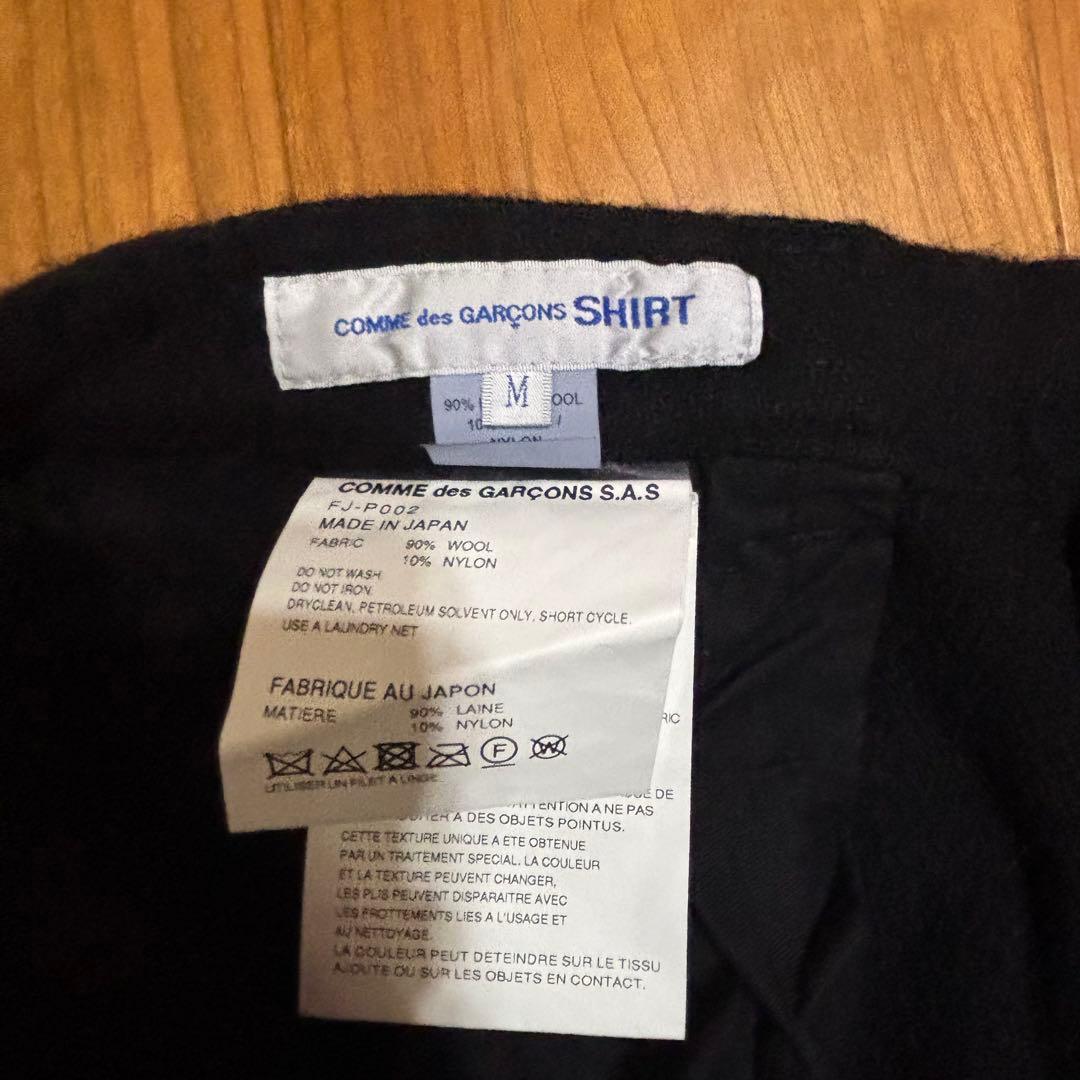 COMME des GARÇONS SHIRT
M
90% OOL
10 /
NYLON
COMME des GARÇONS S.A.S
FJ-P002
MADE IN JAPAN
FABRIC 90% WOOL
10% NYLON
DO NOT WASH
DO NOT IRON
DRYCLEAN, PETROLEUM SOLVENT ONLY, SHORT CYCLE.
USE A LAUNDRY NET
FABRIQUE AU JAPON
MATIERE 90% LAINE
10% NYLON
F W
UTILISER UN FILET A LINGE
RIC
DE
ATTENTION A NE PAS
A DES OBJETS POINTUS.
CETTE TEXTURE UNIQUE A ETE OBTENUE
PAR UN TRAITEMENT SPECIAL. LA COULEUR
ET LA TEXTURE PEUVENT CHANGER,
LES PLIS PEUVENT DISPARAITRE AVEC
LES FROTTEMENTS LIES A L'USAGE ET
AU NETTOYAGE.
LA COULEUR PEUT DETEINDRE SUR LE TISSU
AJOUTE OU SUR LES OBJETS EN CONTACT.